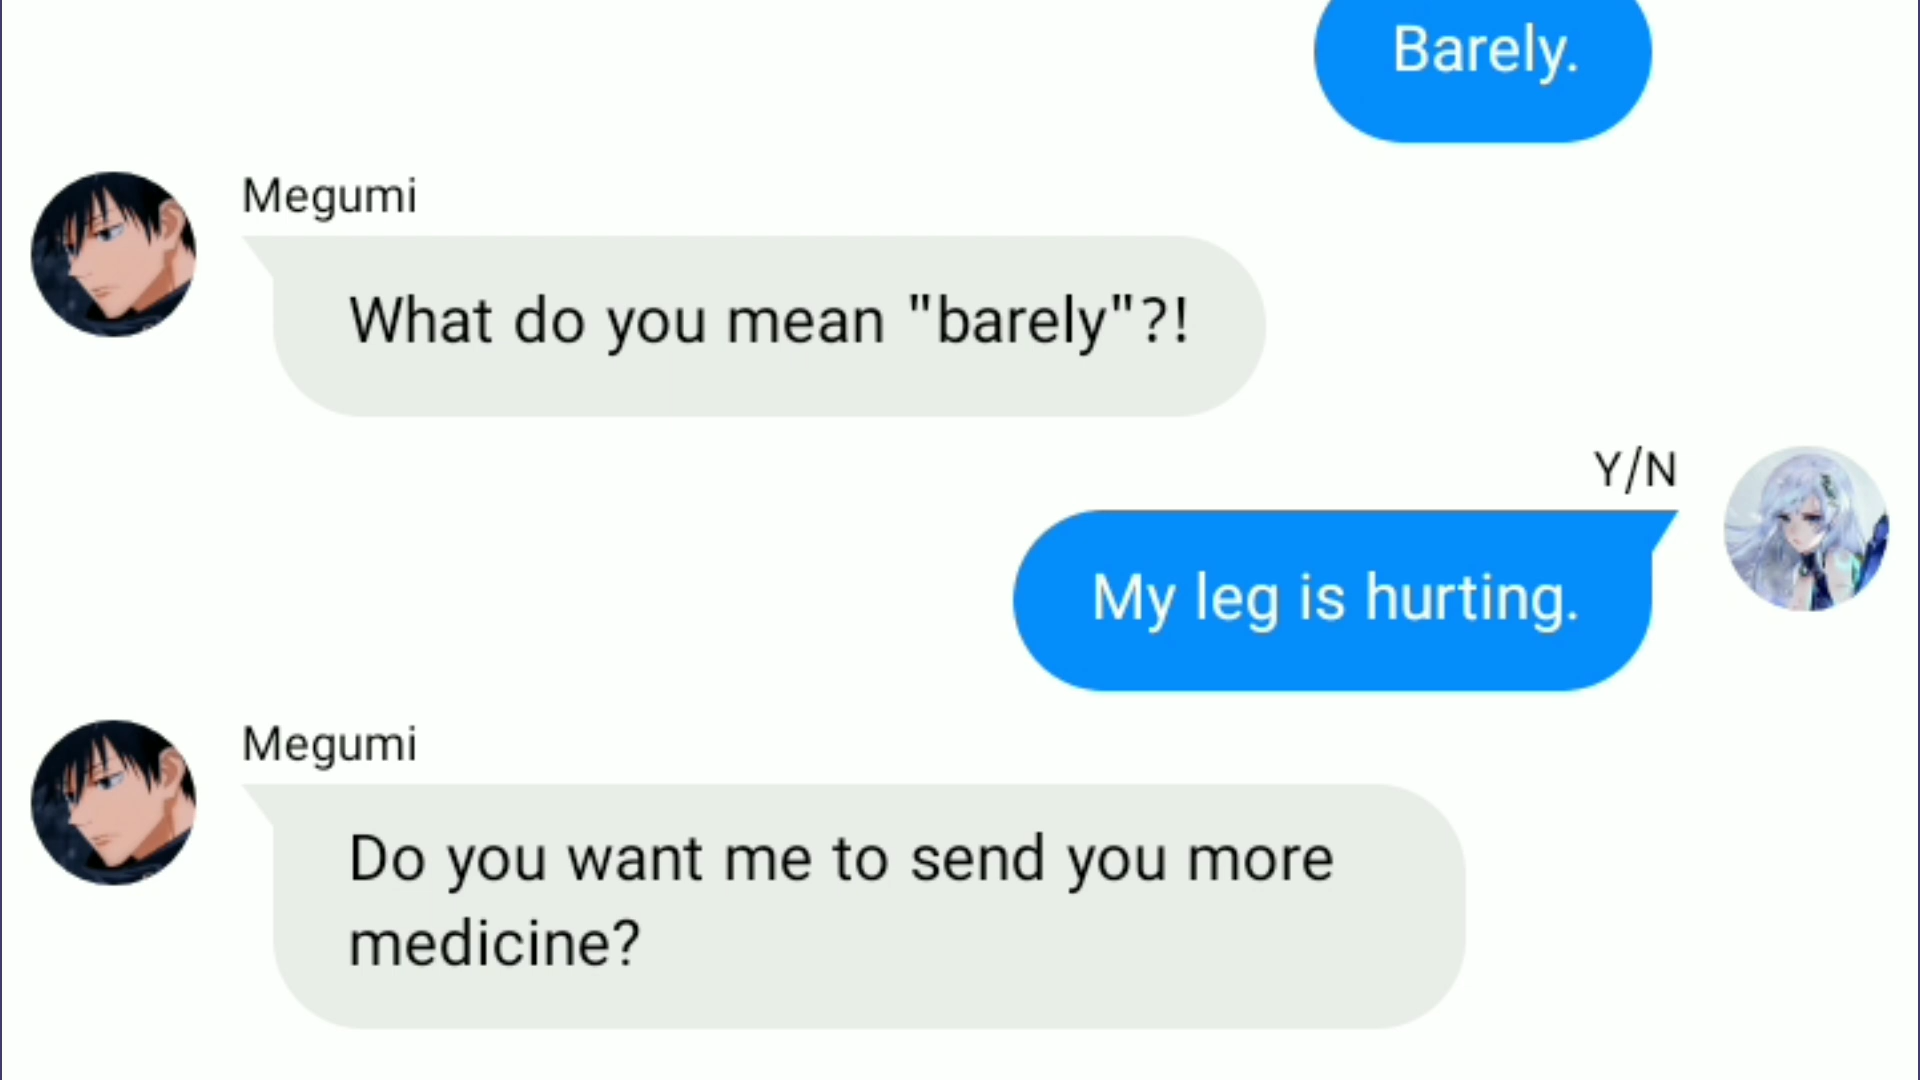 Barely.
Megumi
What do you mean "barely"?!
Y/N
My leg is hurting.
Megumi
Do you want me to send you more
medicine?